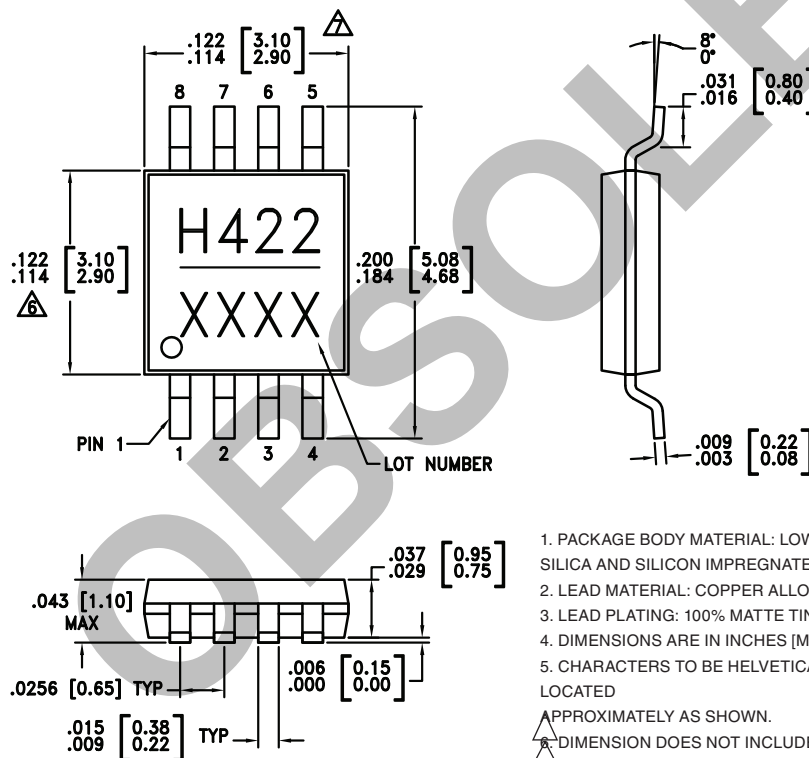 7
.122 [3.10]
.114 [2.90]
8 7 6 5
8°
0°
.031 [0.80]
.016 [0.40]
H422
XXXX
.122 [3.10]
.114 [2.90]
6
.200 [5.08]
.184 [4.68]
PIN 1
1 2 3 4
LOT NUMBER
.009 [0.22]
.003 [0.08]
.043 [1.10]
MAX
.037 [0.95]
.029 [0.75]
.0256 [0.65] TYP
.006 [0.15]
.000 [0.00]
.015 [0.38]
.009 [0.22]
TYP
1. PACKAGE BODY MATERIAL: LOW
SILICA AND SILICON IMPREGNATE
2. LEAD MATERIAL: COPPER ALLO
3. LEAD PLATING: 100% MATTE TIN
4. DIMENSIONS ARE IN INCHES [M
5. CHARACTERS TO BE HELVETICA
LOCATED
APPROXIMATELY AS SHOWN.
6. DIMENSION DOES NOT INCLUDE
OBSOLE